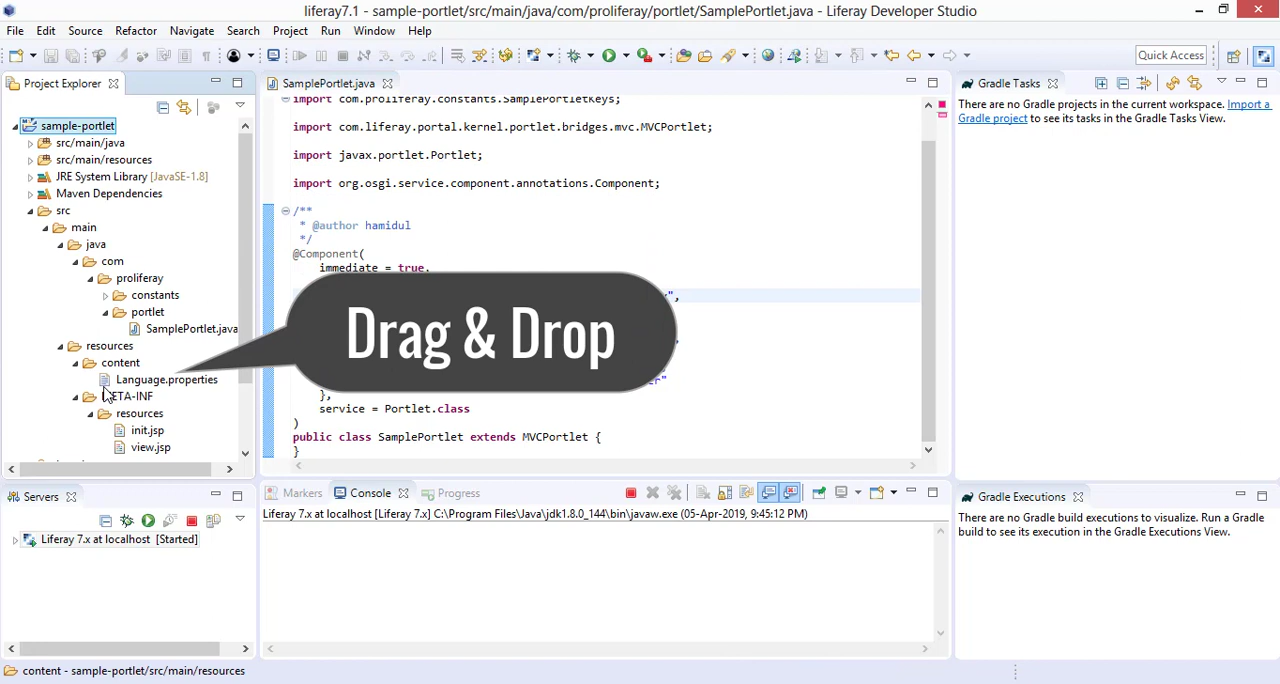 liferay7.1 - sample-portlet/src/main/java/com/proliferay/portlet/SamplePortlet.java - Liferay Developer Studio
File Edit Source Refactor Navigate Search Project Run Window Help
Quick Access
Project Explorer
sample-portlet
src/main/java
src/main/resources
JRE System Library [JavaSE-1.8]
Maven Dependencies
src
main
java
com
proliferay
constants
portlet
SamplePortlet.java
resources
content
Language.properties
META-INF
resources
init.jsp
view.jsp
SamplePortlet.java
import com.proliferay.constants.SamplePortletKeys;
import com.liferay.portal.kernel.portlet.bridges.mvc.MVCPortlet;
import javax.portlet.Portlet;
import org.osgi.service.component.annotations.Component;
/**
* @author hamidul
*/
@Component(
immediate = true,
",
Drag & Drop
,
"
},
service = Portlet.class
)
public class SamplePortlet extends MVCPortlet {
}
Gradle Tasks
There are no Gradle projects in the current workspace. Import a
Gradle project to see its tasks in the Gradle Tasks View.
Servers
Liferay 7.x at localhost [Started]
Markers Console Progress
Liferay 7.x at localhost [Liferay 7.x] C:\Program Files\Java\jdk1.8.0_144\bin\javaw.exe (05-Apr-2019, 9:45:12 PM)
Gradle Executions
There are no Gradle build executions to visualize. Run a Gradle
build to see its execution in the Gradle Executions View.
content - sample-portlet/src/main/resources